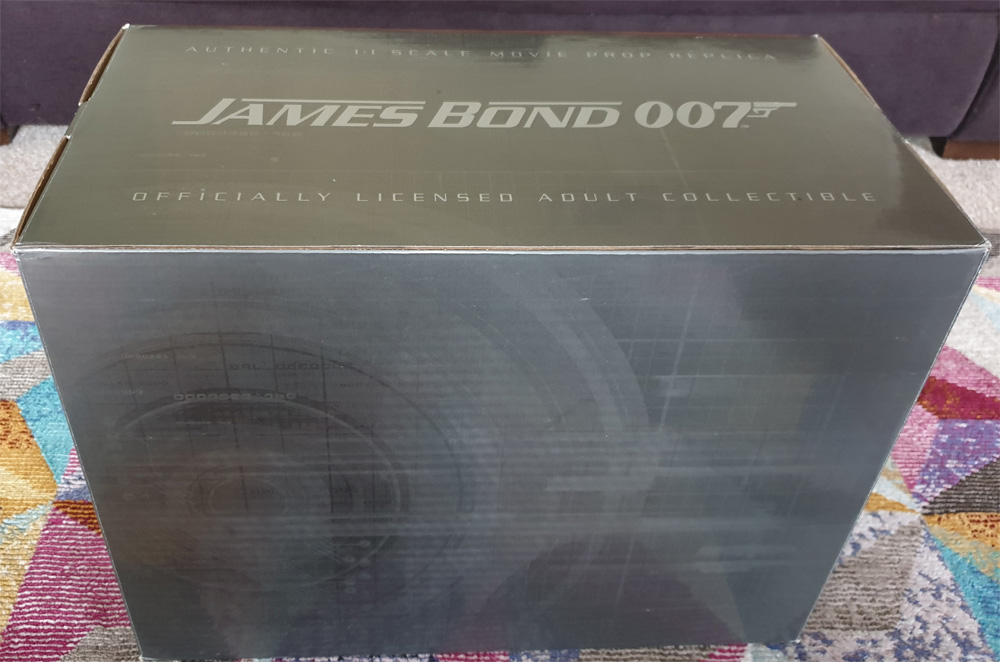 AUTHENTIC 1:1 SCALE MOVIE PROP REPLICA
JAMES BOND 007
OFFICIALLY LICENSED ADULT COLLECTIBLE